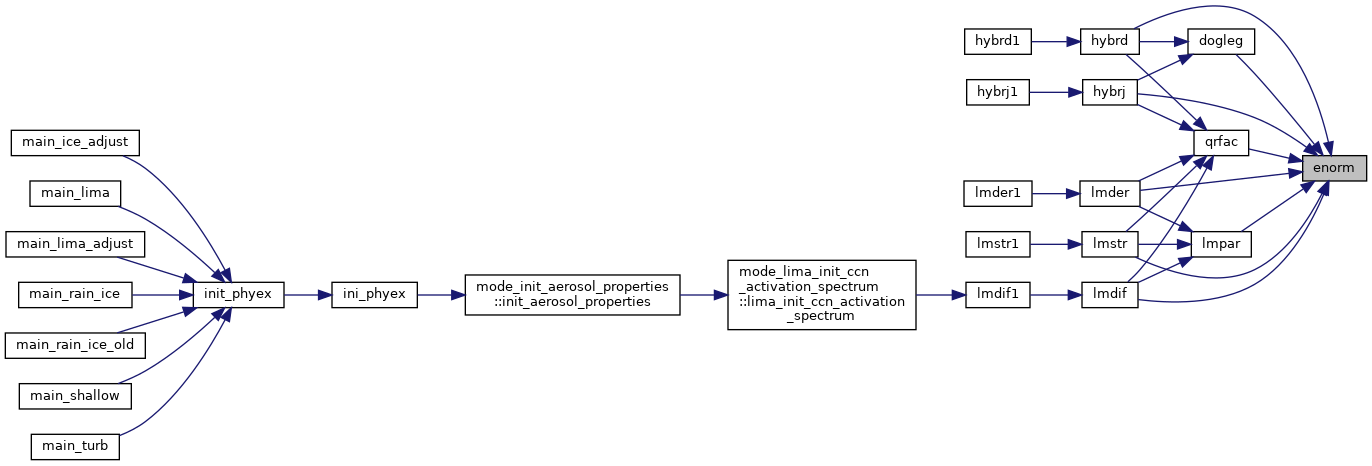 hybrd1
hybrd
dogleg
hybrj1
hybrj
qrfac
main_ice_adjust
enorm
main_lima
lmder1
lmder
main_lima_adjust
lmstr1
lmstr
lmpar
main_rain_ice
init_phyex
ini_phyex
mode_init_aerosol_properties
::init_aerosol_properties
mode_lima_init_ccn
_activation_spectrum
::lima_init_ccn_activation
_spectrum
lmdif1
lmdif
main_rain_ice_old
main_shallow
main_turb